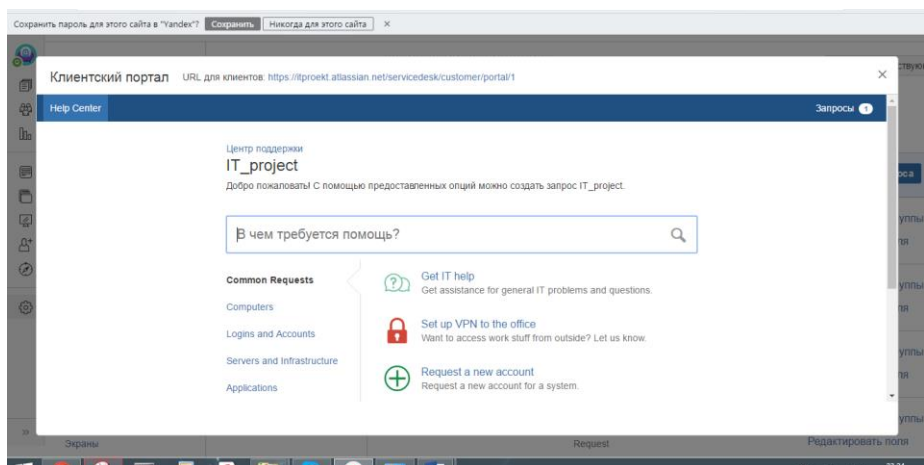 Сохранить пароль для этого сайта в "Yandex"? Сохранить Никогда для этого сайта ×
Клиентский портал URL для клиентов: https://itproekt.atlassian.net/servicedesk/customer/portal/1 ×
Help Center Запросы 1
Центр поддержки
IT_project
Добро пожаловать! С помощью предоставленных опций можно создать запрос IT_project.
В чем требуется помощь?
Common Requests
Computers
Logins and Accounts
Servers and Infrastructure
Applications
Get IT help
Get assistance for general IT problems and questions.
Set up VPN to the office
Want to access work stuff from outside? Let us know.
Request a new account
Request a new account for a system.
Экраны Request Редактировать поля